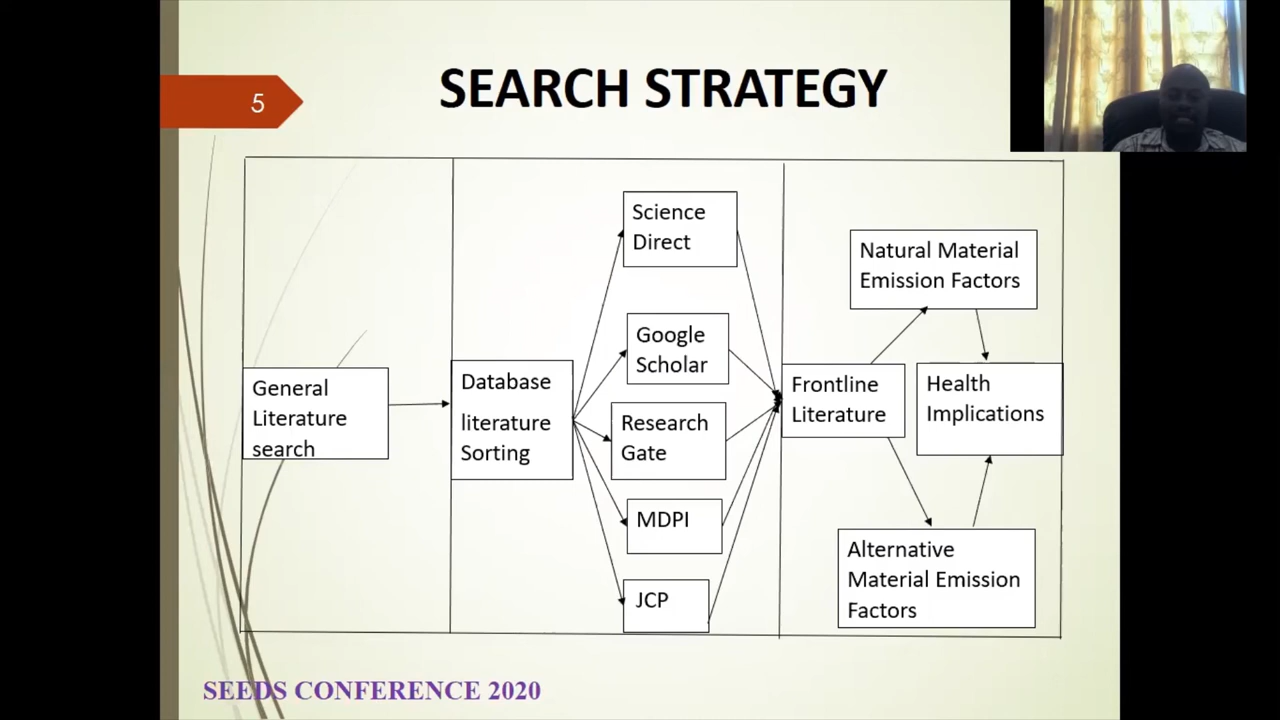 5
SEARCH STRATEGY
General
Literature
search
Database
literature
Sorting
Science
Direct
Google
Scholar
Research
Gate
MDPI
JCP
Frontline
Literature
Natural Material
Emission Factors
Health
Implications
Alternative
Material Emission
Factors
SEEDS CONFERENCE 2020